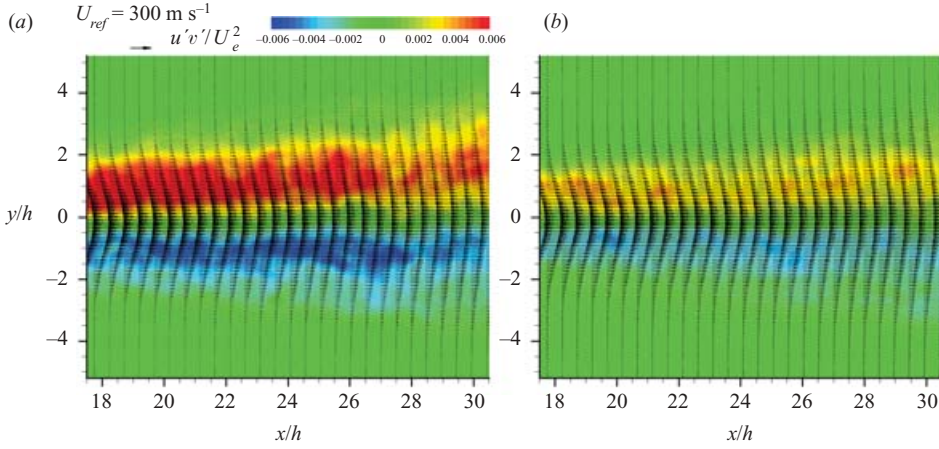 U_ref = 300 m s⁻¹
(a) u′v′/U_e² (b)
−0.006 −0.004 −0.002 0 0.002 0.004 0.006
4 4
2 2
y/h 0 0
−2 −2
−4 −4
18 20 22 24 26 28 30 18 20 22 24 26 28 30
x/h x/h